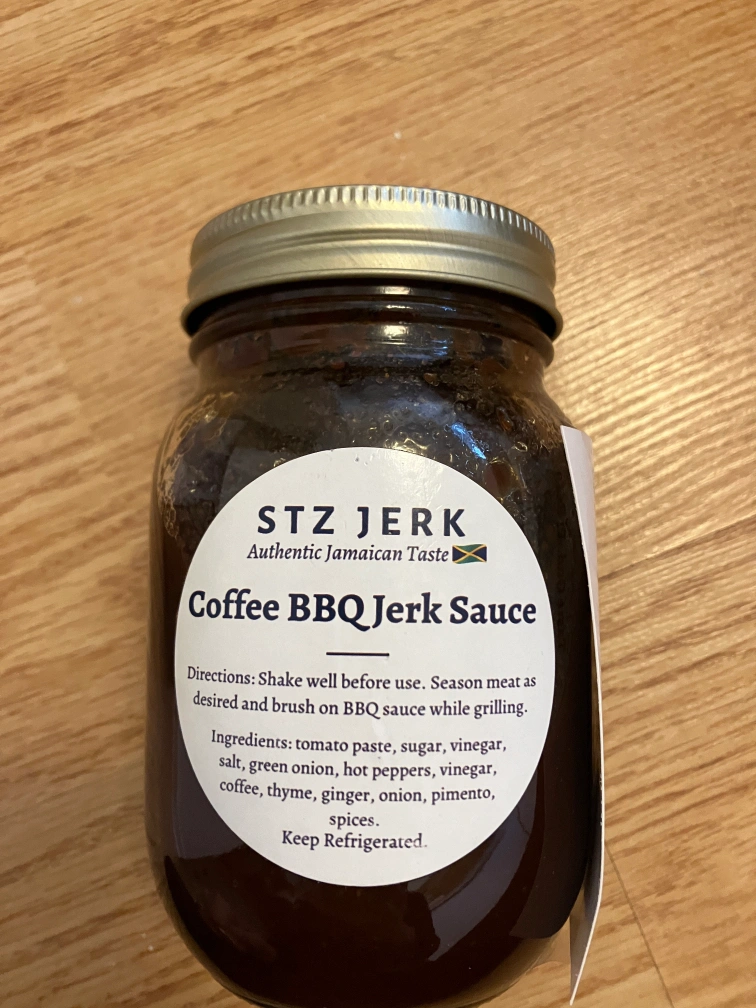 STZ JERK
Authentic Jamaican Taste
Coffee BBQ Jerk Sauce
Directions: Shake well before use. Season meat as
desired and brush on BBQ sauce while grilling.
Ingredients: tomato paste, sugar, vinegar,
salt, green onion, hot peppers, vinegar,
coffee, thyme, ginger, onion, pimento,
spices.
Keep Refrigerated.